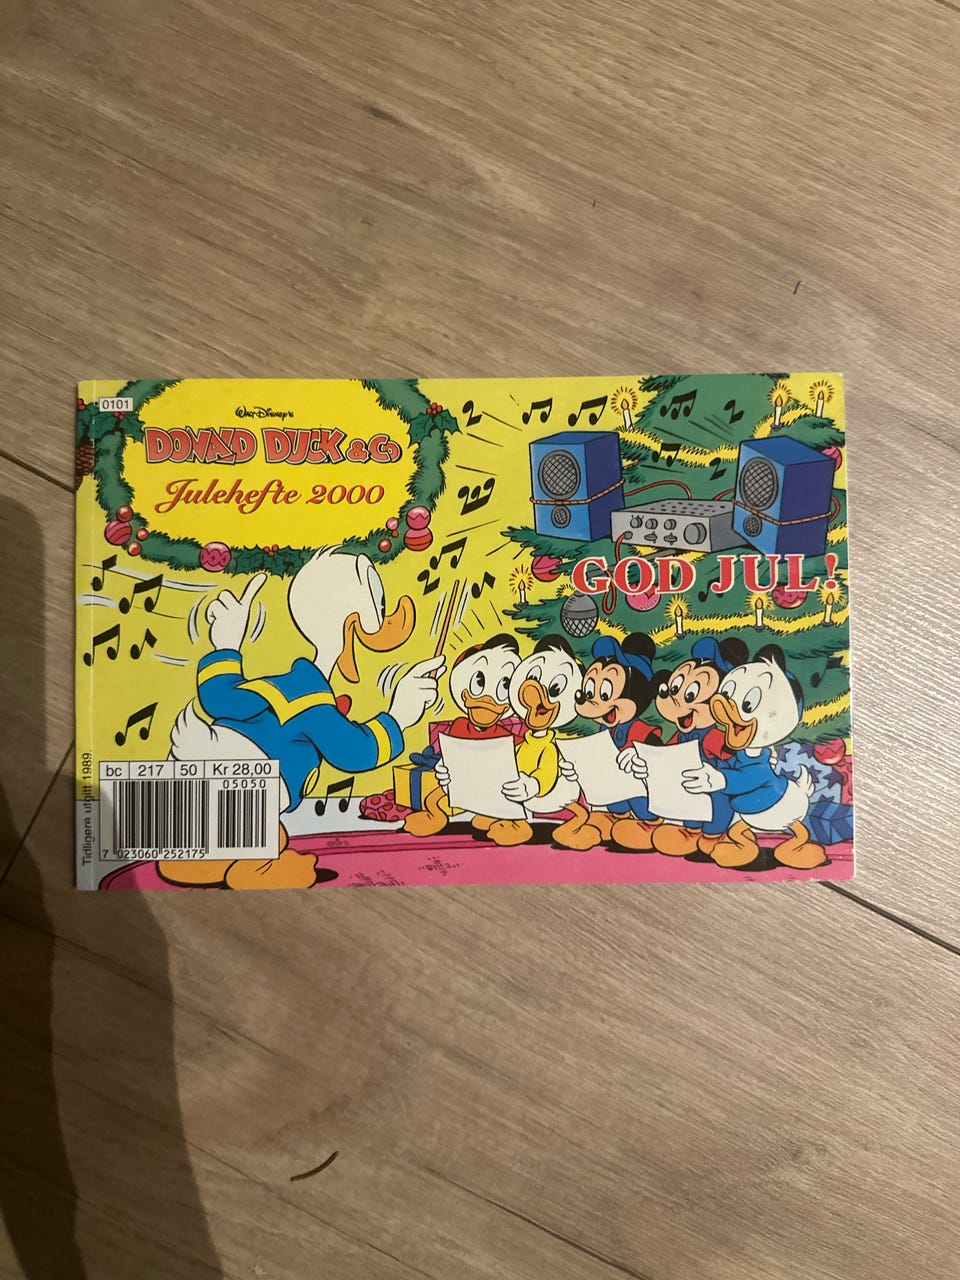 0101
Walt Disney's
DONALD DUCK & Co
Julehefte 2000
GOD JUL!
Tidligere utgitt 1989.
bc 217 50 Kr 28,00
05050
7 023060 252175